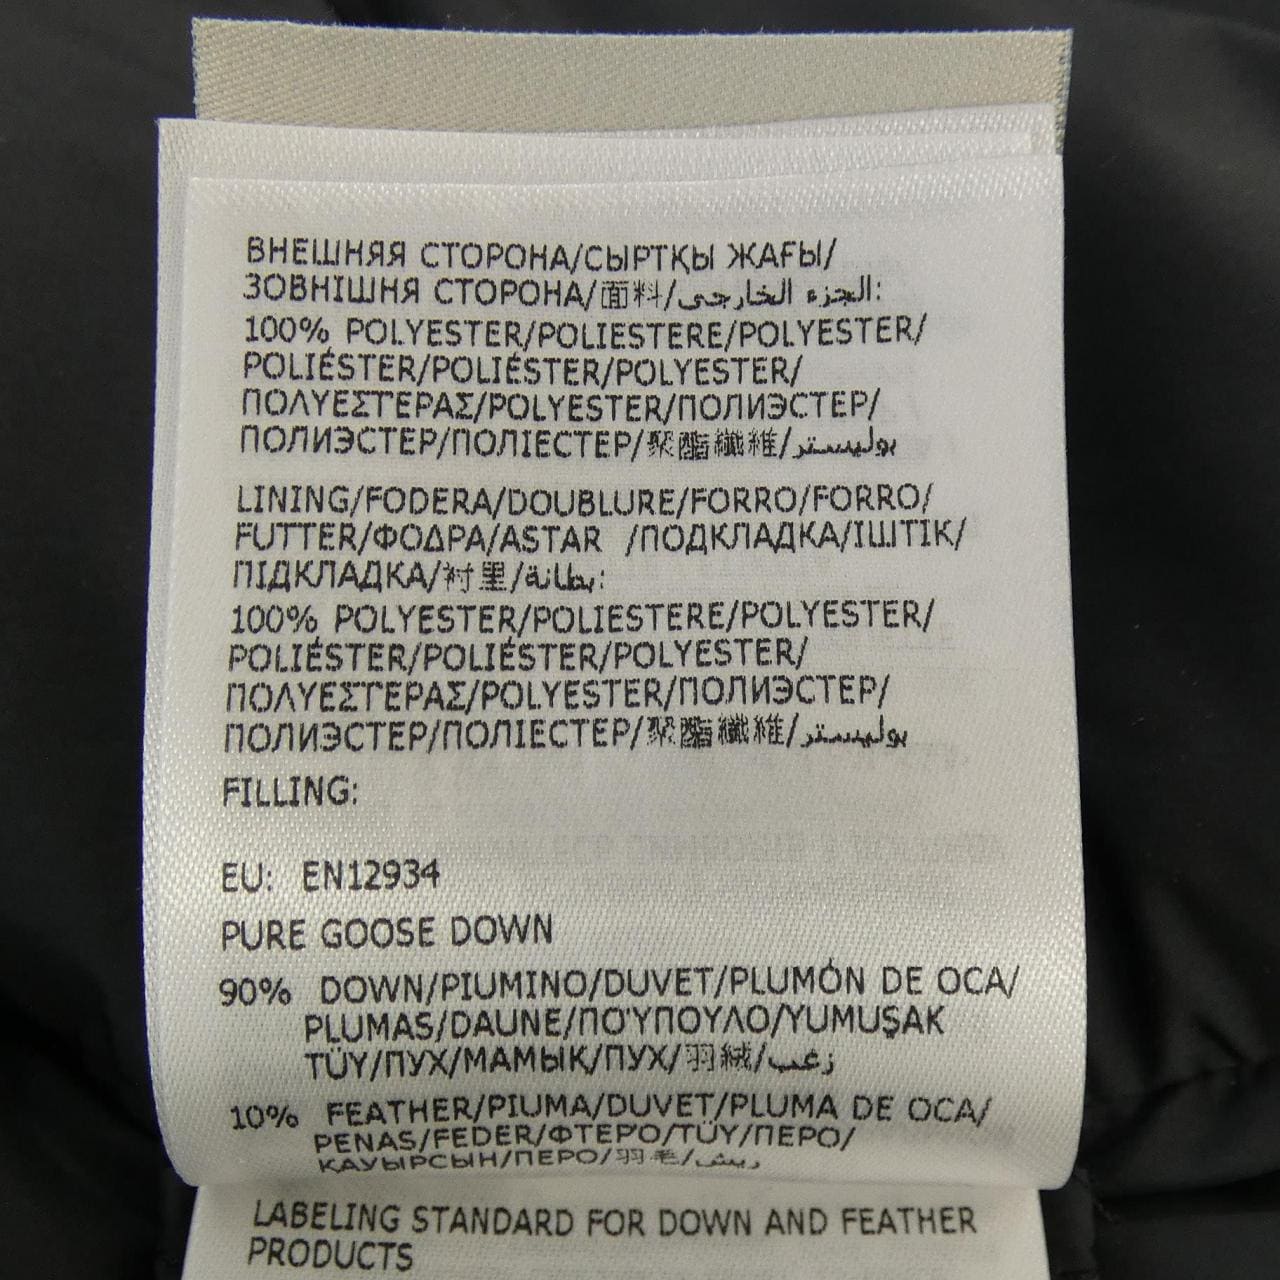 ВНЕШНЯЯ СТОРОНА/СЫРТҚЫ ЖАҒЫ/
ЗОВНІШНЯ СТОРОНА/面料/الجزء الخارجي:
100% POLYESTER/POLIESTERE/POLYESTER/
POLIÉSTER/POLIÉSTER/POLYESTER/
ΠΟΛΥΕΣΤΕΡΑΣ/POLYESTER/ПОЛИЭСТЕР/
ПОЛИЭСТЕР/ПОЛІЕСТЕР/聚酯纖維/بوليستر
LINING/FODERA/DOUBLURE/FORRO/FORRO/
FUTTER/ΦΟΔΡΑ/ASTAR /ПОДКЛАДКА/ІШТІК/
ПІДКЛАДКА/衬里/بطانة:
100% POLYESTER/POLIESTERE/POLYESTER/
POLIÉSTER/POLIÉSTER/POLYESTER/
ΠΟΛΥΕΣΤΕΡΑΣ/POLYESTER/ПОЛИЭСТЕР/
ПОЛИЭСТЕР/ПОЛІЕСТЕР/聚酯纖維/بوليستر
FILLING:
EU: EN12934
PURE GOOSE DOWN
90% DOWN/PIUMINO/DUVET/PLUMÓN DE OCA/
PLUMAS/DAUNE/ΠΟΎΠΟΥΛΟ/YUMUŞAK
TÜY/ПУХ/МАМЫҚ/ПУХ/羽絨/زغب
10% FEATHER/PIUMA/DUVET/PLUMA DE OCA/
PENAS/FEDER/ΦΤΕΡΌ/TÜY/ПЕРО/
ҚАУЫРСЫН/ПЕРО/羽毛/ريش
LABELING STANDARD FOR DOWN AND FEATHER
PRODUCTS